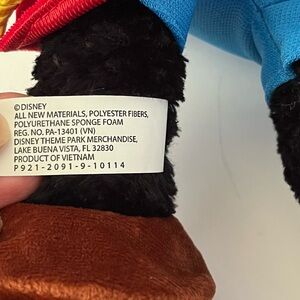 ©DISNEY
ALL NEW MATERIALS, POLYESTER FIBERS,
POLYURETHANE SPONGE FOAM
REG. NO. PA-13401 (VN)
DISNEY THEME PARK MERCHANDISE,
LAKE BUENA VISTA, FL 32830
PRODUCT OF VIETNAM
P921-2091-9-10114